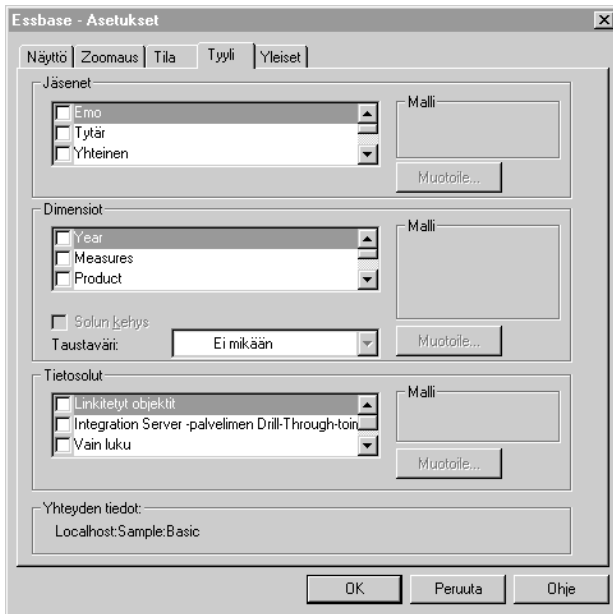 Essbase - Asetukset
Näyttö Zoomaus Tila Tyyli Yleiset
Jäsenet
Emo
Tytär
Yhteinen
Malli
Muotoile...
Dimensiot
Year
Measures
Product
Malli
Solun kehys
Taustaväri: Ei mikään
Muotoile...
Tietosolut
Linkitetyt objektit
Integration Server -palvelimen Drill-Through-toin
Vain luku
Malli
Muotoile...
Yhteyden tiedot:
Localhost:Sample:Basic
OK Peruuta Ohje